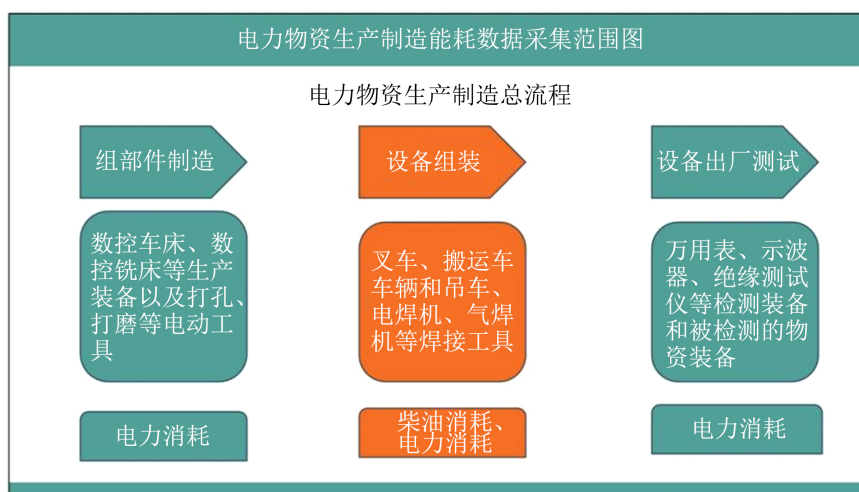 电力物资生产制造能耗数据采集范围图
电力物资生产制造总流程
组部件制造
设备组装
设备出厂测试
数控车床、数
控铣床等生产
装备以及打孔、
打磨等电动工
具
叉车、搬运车
车辆和吊车、
电焊机、气焊
机等焊接工具
万用表、示波
器、绝缘测试
仪等检测装备
和被检测的物
资装备
电力消耗
柴油消耗、
电力消耗
电力消耗